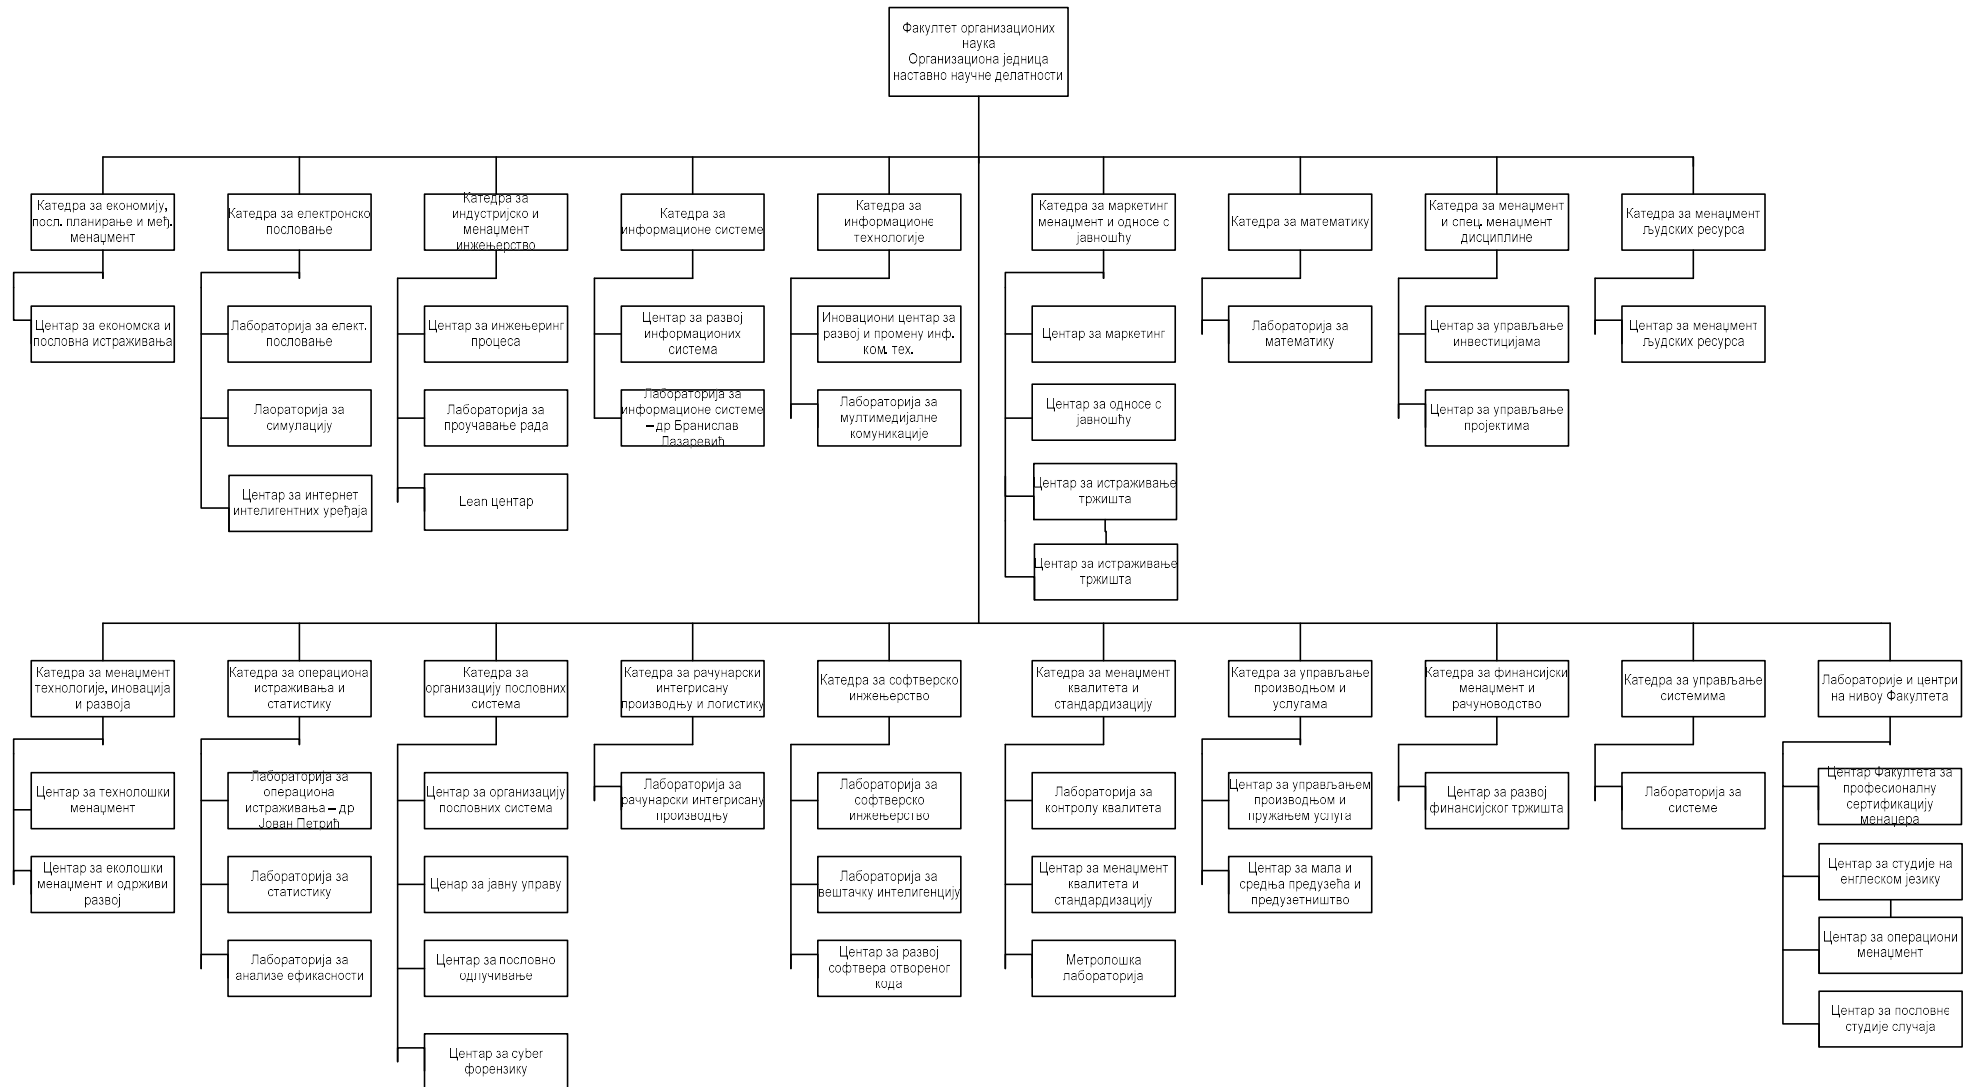 Факултет организационих
наука
Организациона једница
наставно научне делатности
Катедра за економију,
посл. планирање и међ.
менаџмент
Катедра за електронско
пословање
Катедра за
индустријско и
менаџмент
инжењерство
Катедра за
информационе системе
Катедра за
информационе
технологије
Катедра за маркетинг
менаџмент и односе с
јавношћу
Катедра за математику
Катедра за менаџмент
и спец. менаџмент
дисциплине
Катедра за менаџмент
људских ресурса
Центар за економска и
пословна истраживања
Лабораторија за елект.
пословање
Лаораторија за
симулацију
Центар за интернет
интелигентних уређаја
Центар за инжењеринг
процеса
Лабораторија за
проучавање рада
Lean центар
Центар за развој
информационих
система
Лабораторија за
информационе системе
– др Бранислав
Лазаревић
Иновациони центар за
развој и промену инф.
ком. тех.
Лабораторија за
мултимедијалне
комуникације
Центар за маркетинг
Центар за односе с
јавношћу
Центар за истраживање
тржишта
Центар за истраживање
тржишта
Лабораторија за
математику
Центар за управљање
инвестицијама
Центар за управљање
пројектима
Центар за менаџмент
људских ресурса
Катедра за менаџмент
технологије, иновација
и развоја
Катедра за операциона
истраживања и
статистику
Катедра за
организацију пословних
система
Катедра за рачунарски
интегрисану
производњу и логистику
Катедра за софтверско
инжењерство
Катедра за менаџмент
квалитета и
стандардизацију
Катедра за управљање
производњом и
услугама
Катедра за финансијски
менаџмент и
рачуноводство
Катедра за управљање
системима
Лабораторије и центри
на нивоу Факултета
Центар за технолошки
менаџмент
Центар за еколошки
менаџмент и одрживи
развој
Лабораторија за
операциона
истраживања – др
Јован Петрић
Лабораторија за
статистику
Лабораторија за
анализе ефикасности
Центар за организацију
пословних система
Ценар за јавну управу
Центар за пословно
одлучивање
Центар за cyber
форензику
Лабораторија за
рачунарски интегрисану
производњу
Лабораторија за
софтверско
инжењерство
Лабораторија за
вештачку интелигенцију
Центар за развој
софтвера отвореног
кода
Лабораторија за
контролу квалитета
Центар за менаџмент
квалитета и
стандардизацију
Метролошка
лабораторија
Центар за управљањем
производњом и
пружањем услуга
Центар за мала и
средња предузећа и
предузетништво
Центар за развој
финансијског тржишта
Лабораторија за
системе
Центар Факултета за
професионалну
сертификацију
менаџера
Центар за студије на
енглеском језику
Центар за операциони
менаџмент
Центар за пословне
студије случаја